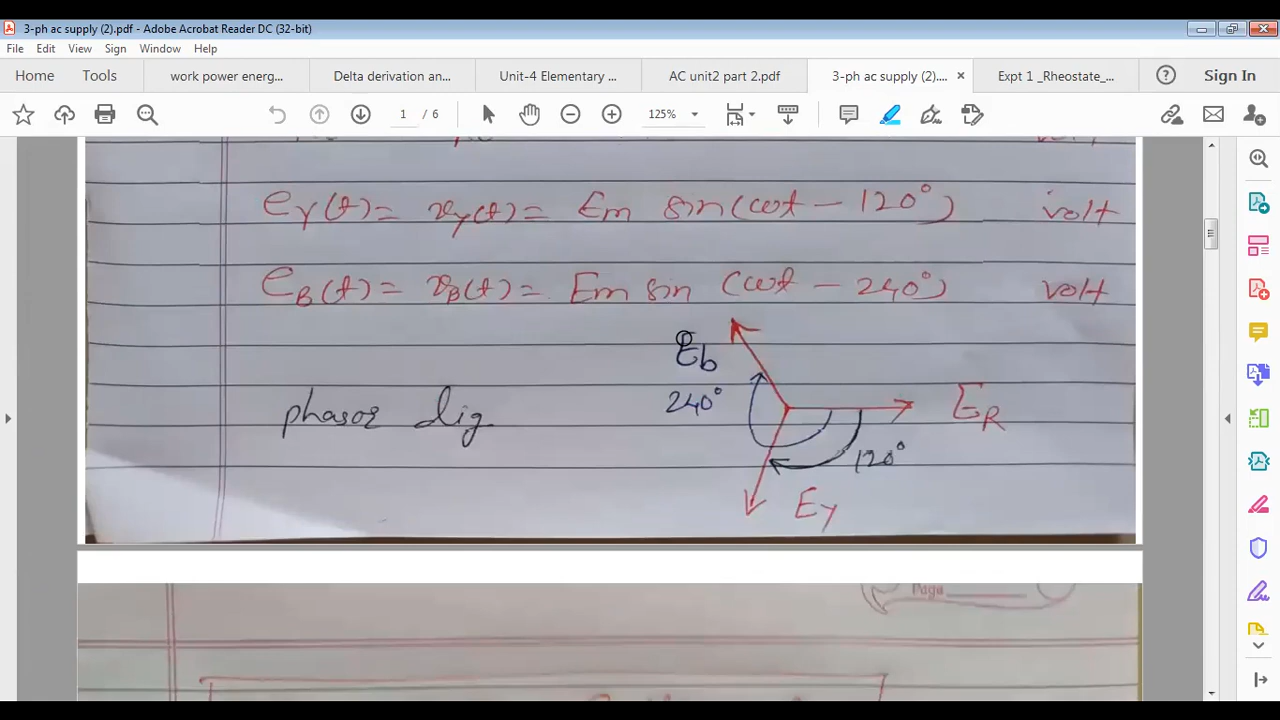 3-ph ac supply (2).pdf - Adobe Acrobat Reader DC (32-bit)
File Edit View Sign Window Help
Home Tools work power energ... Delta derivation an... Unit-4 Elementary ... AC unit2 part 2.pdf 3-ph ac supply (2).... × Expt 1 _Rheostate_... Sign In
1 / 6 125%
eY(t) = vY(t) = Em sin(ωt - 120°) volt
eB(t) = vB(t) = Em sin (ωt - 240°) volt
Eb
240°
phasor dig
ER
120°
EY
Page